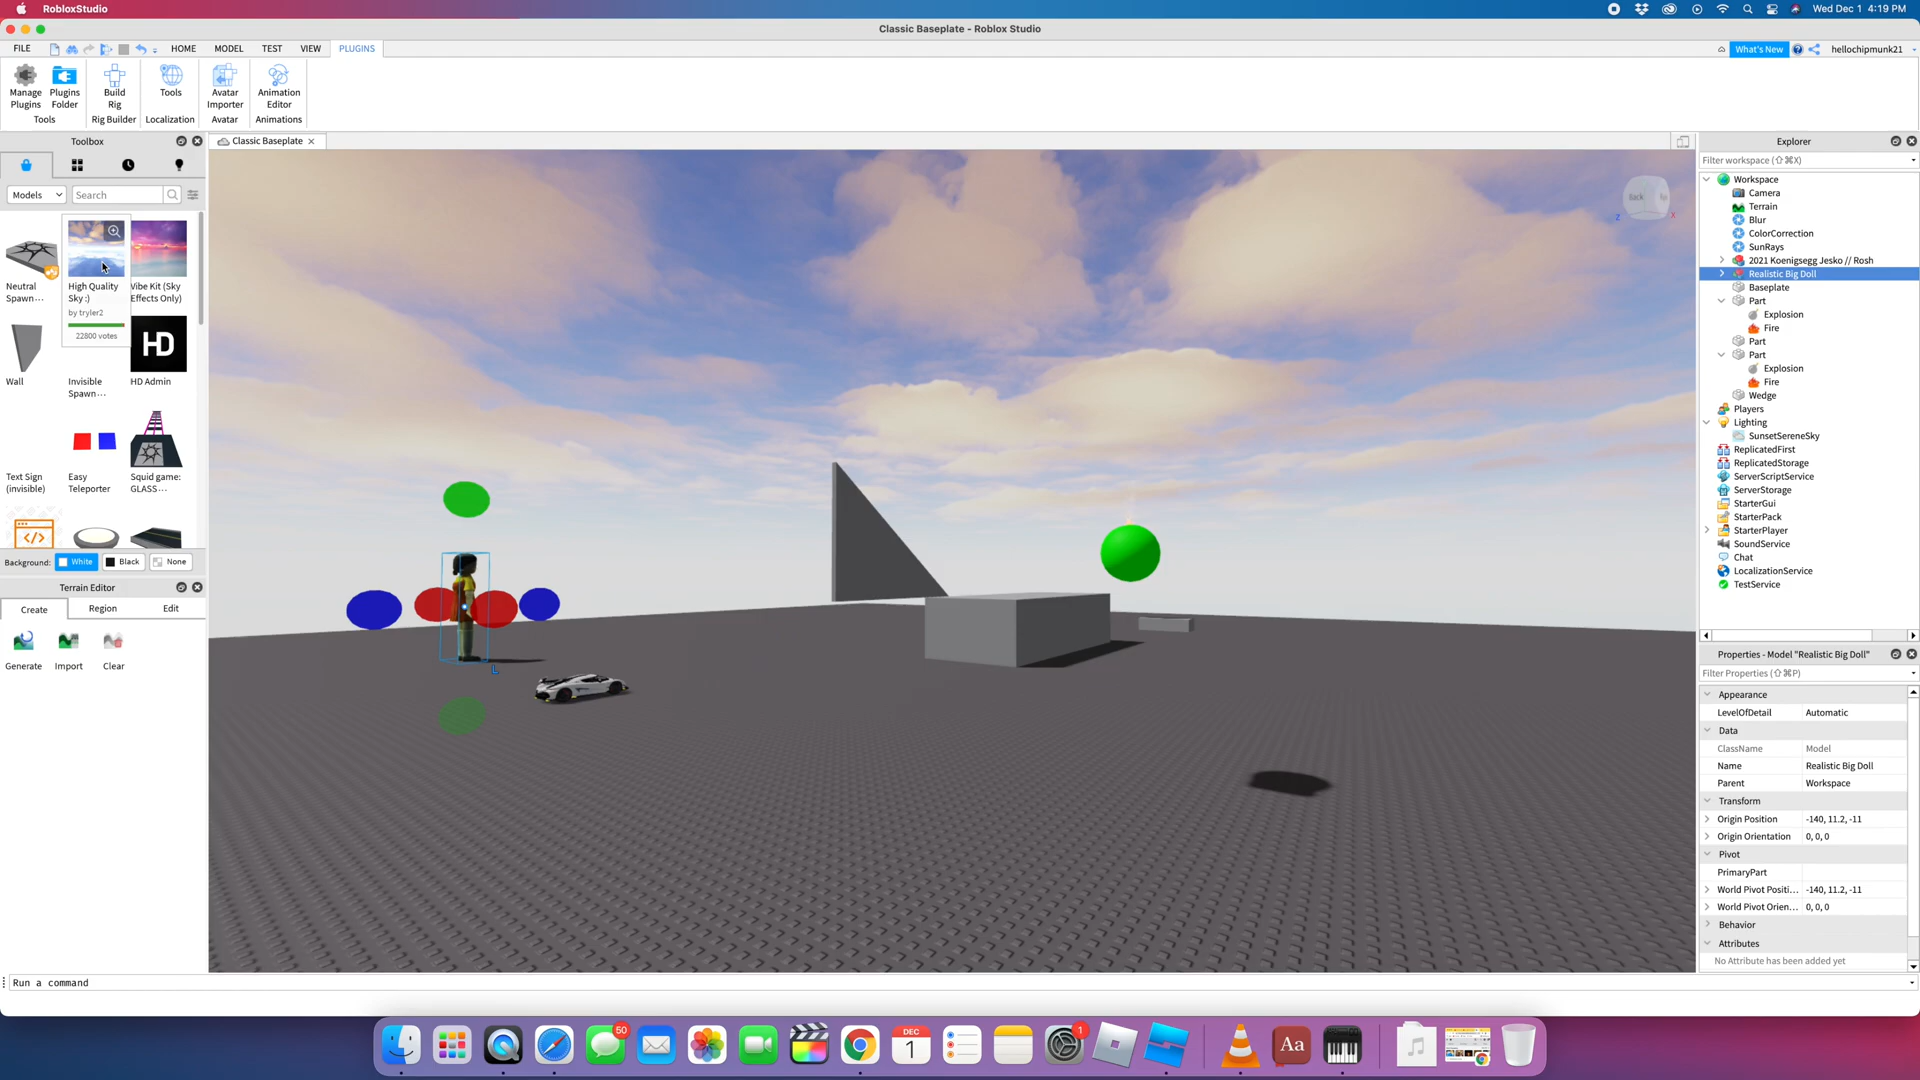 RobloxStudio
Wed Dec 1 4:19 PM
Classic Baseplate - Roblox Studio
FILE
HOME
MODEL
TEST
VIEW
PLUGINS
What's New
hellochipmunk21
Manage Plugins
Plugins Folder
Build Rig
Tools
Avatar Importer
Animation Editor
Tools
Rig Builder
Localization
Avatar
Animations
Toolbox
Classic Baseplate
Explorer
Models
Search
Filter workspace (⇧⌘X)
Neutral Spawn...
High Quality Sky :)
by tryler2
22800 votes
Vibe Kit (Sky Effects Only)
Wall
Invisible Spawn...
HD
HD Admin
Text Sign (invisible)
Easy Teleporter
Squid game: GLASS...
Background:
White
Black
None
Terrain Editor
Create
Region
Edit
Generate
Import
Clear
Back
Z
X
L
Workspace
Camera
Terrain
Blur
ColorCorrection
SunRays
2021 Koenigsegg Jesko // Rosh
Realistic Big Doll
Baseplate
Part
Explosion
Fire
Part
Part
Explosion
Fire
Wedge
Players
Lighting
SunsetSereneSky
ReplicatedFirst
ReplicatedStorage
ServerScriptService
ServerStorage
StarterGui
StarterPack
StarterPlayer
SoundService
Chat
LocalizationService
TestService
Properties - Model "Realistic Big Doll"
Filter Properties (⇧⌘P)
Appearance
LevelOfDetail Automatic
Data
ClassName Model
Name Realistic Big Doll
Parent Workspace
Transform
Origin Position -140, 11.2, -11
Origin Orientation 0, 0, 0
Pivot
PrimaryPart
World Pivot Positi... -140, 11.2, -11
World Pivot Orien... 0, 0, 0
Behavior
Attributes
No Attribute has been added yet
Run a command
50
DEC
1
1
Aa